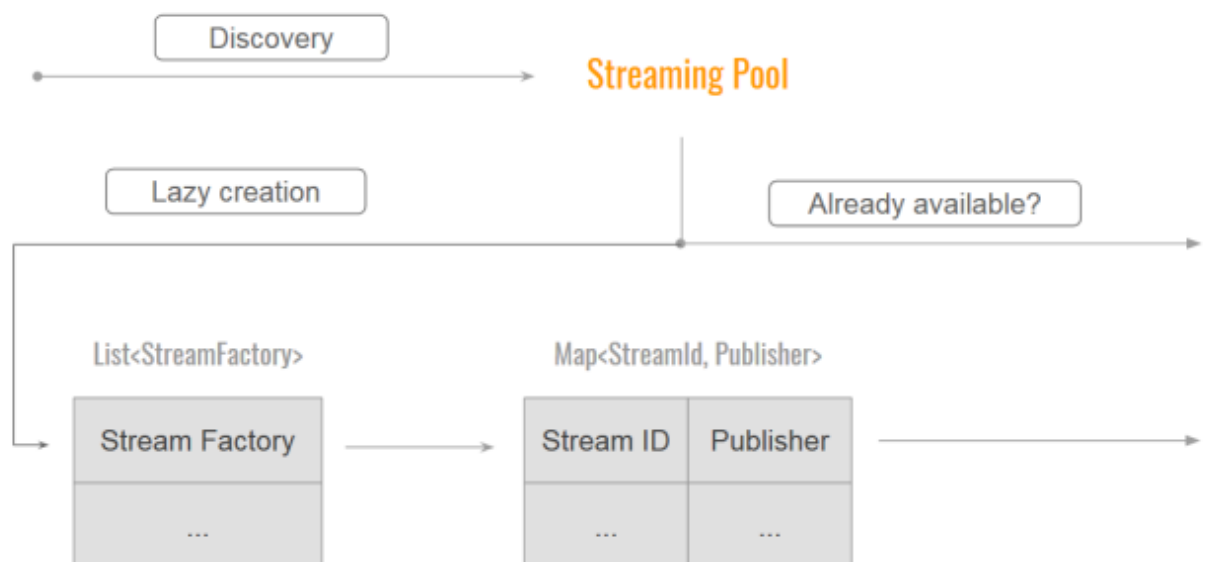 Discovery
Streaming Pool
Lazy creation
Already available?
List<StreamFactory>
Map<StreamId, Publisher>
Stream Factory
Stream ID
Publisher
...
...
...